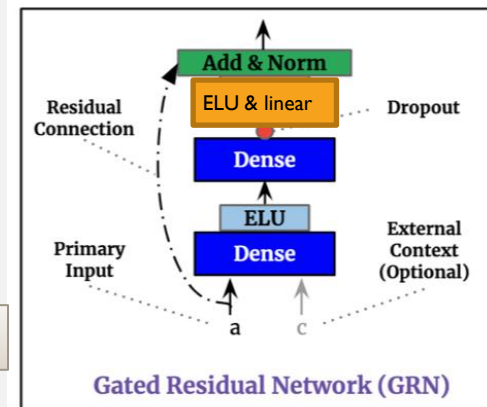 Add & Norm
ELU & linear
Residual
Connection
Dropout
Dense
ELU
Primary
Input
Dense
External
Context
(Optional)
a
c
Gated Residual Network (GRN)